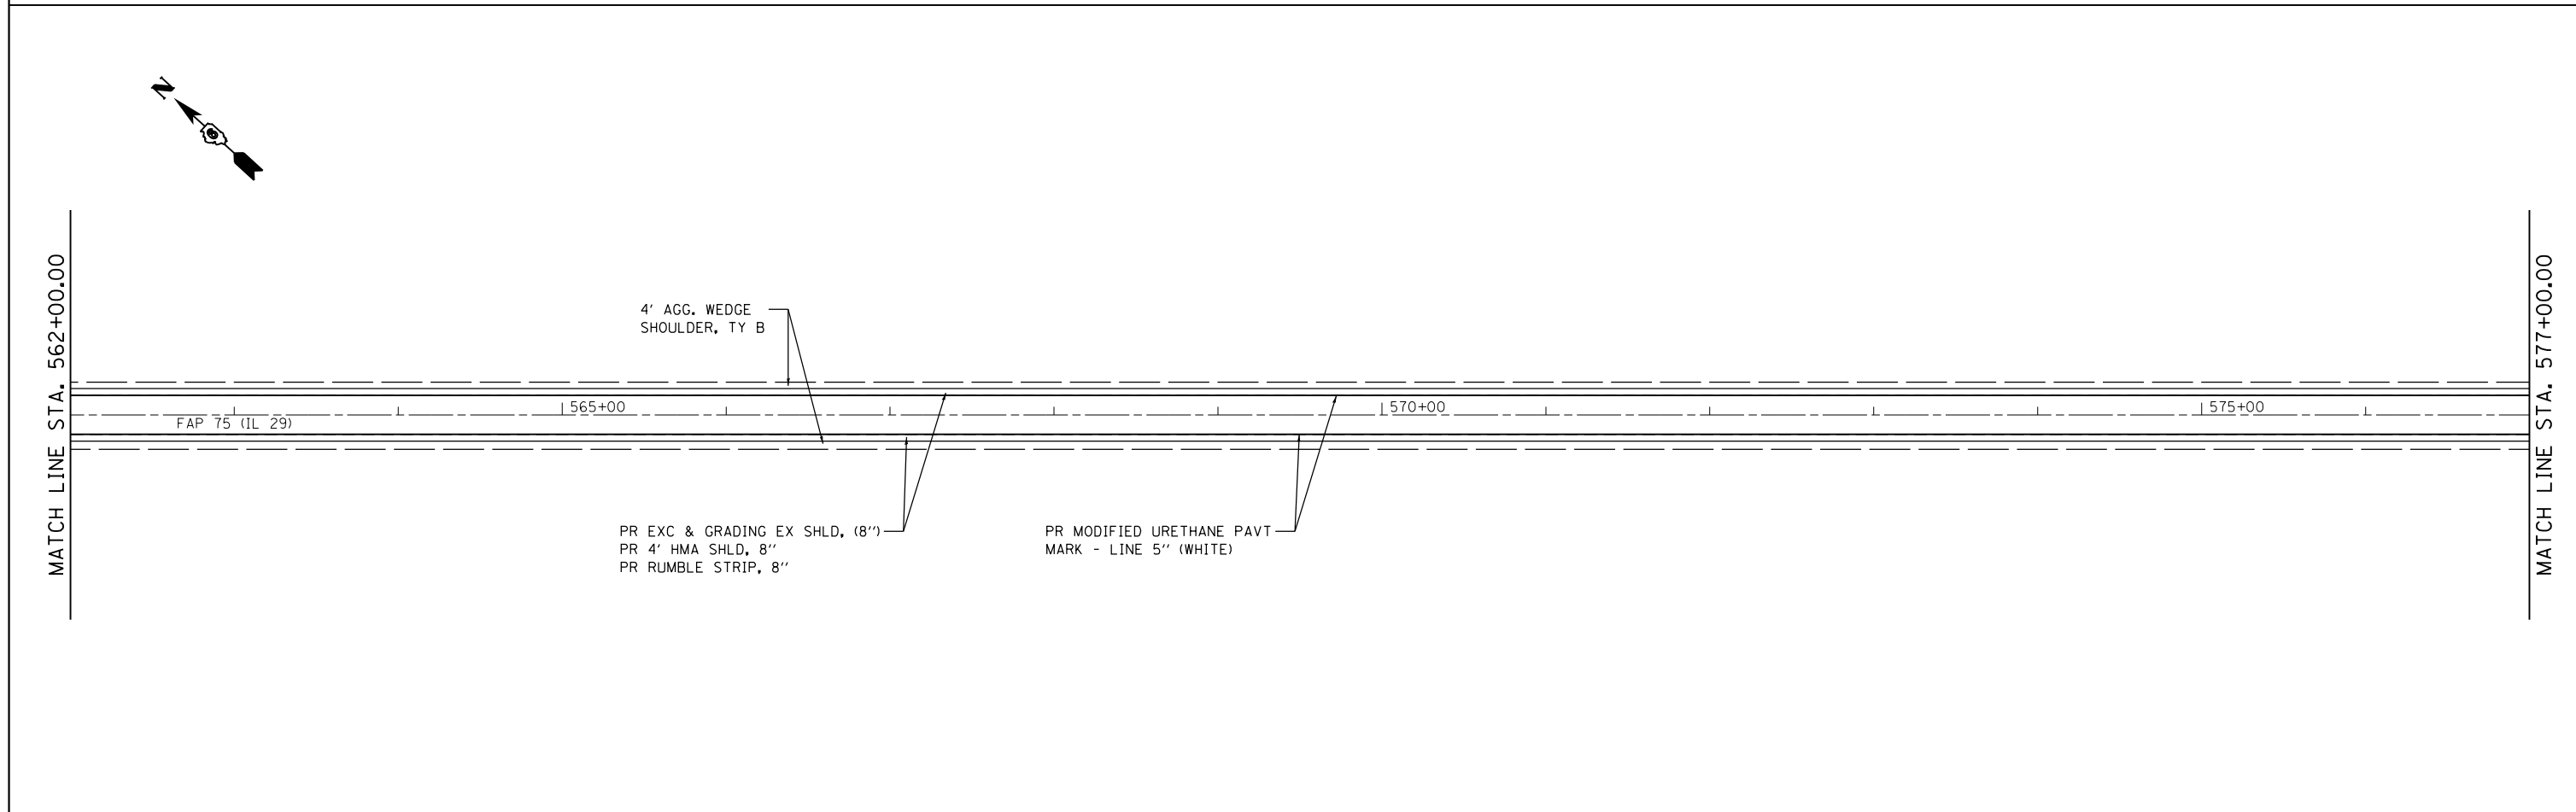 N
MATCH LINE STA. 562+00.00
4' AGG. WEDGE
SHOULDER, TY B
565+00
570+00
575+00
FAP 75 (IL 29)
PR EXC & GRADING EX SHLD, (8'')
PR 4' HMA SHLD, 8''
PR RUMBLE STRIP, 8''
PR MODIFIED URETHANE PAVT
MARK - LINE 5'' (WHITE)
MATCH LINE STA. 577+00.00